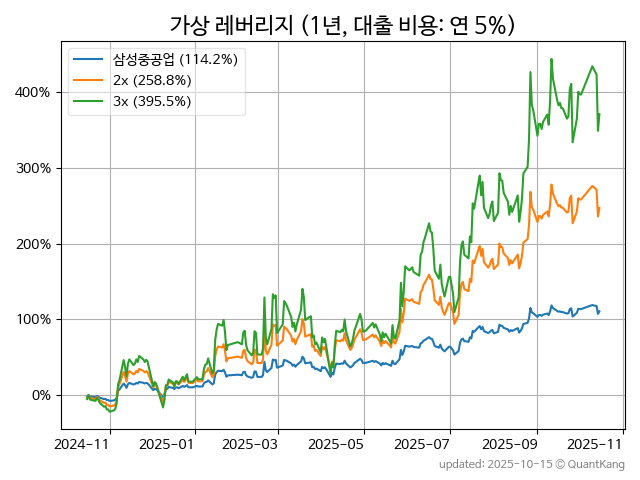 가상 레버리지 (1년, 대출 비용: 연 5%)
삼성중공업 (114.2%)
2x (258.8%)
3x (395.5%)
400%
300%
200%
100%
0%
2024-11 2025-01 2025-03 2025-05 2025-07 2025-09 2025-11
updated: 2025-10-15 © QuantKang